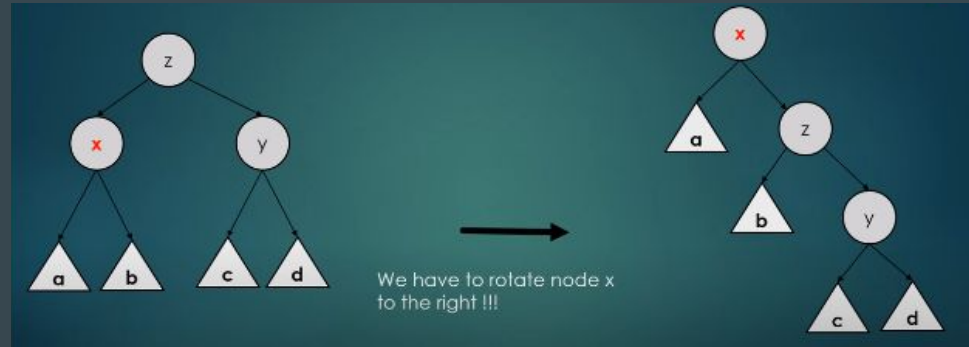 z
x
y
a
b
c
d
We have to rotate node x
to the right !!!
x
a
z
b
y
c
d